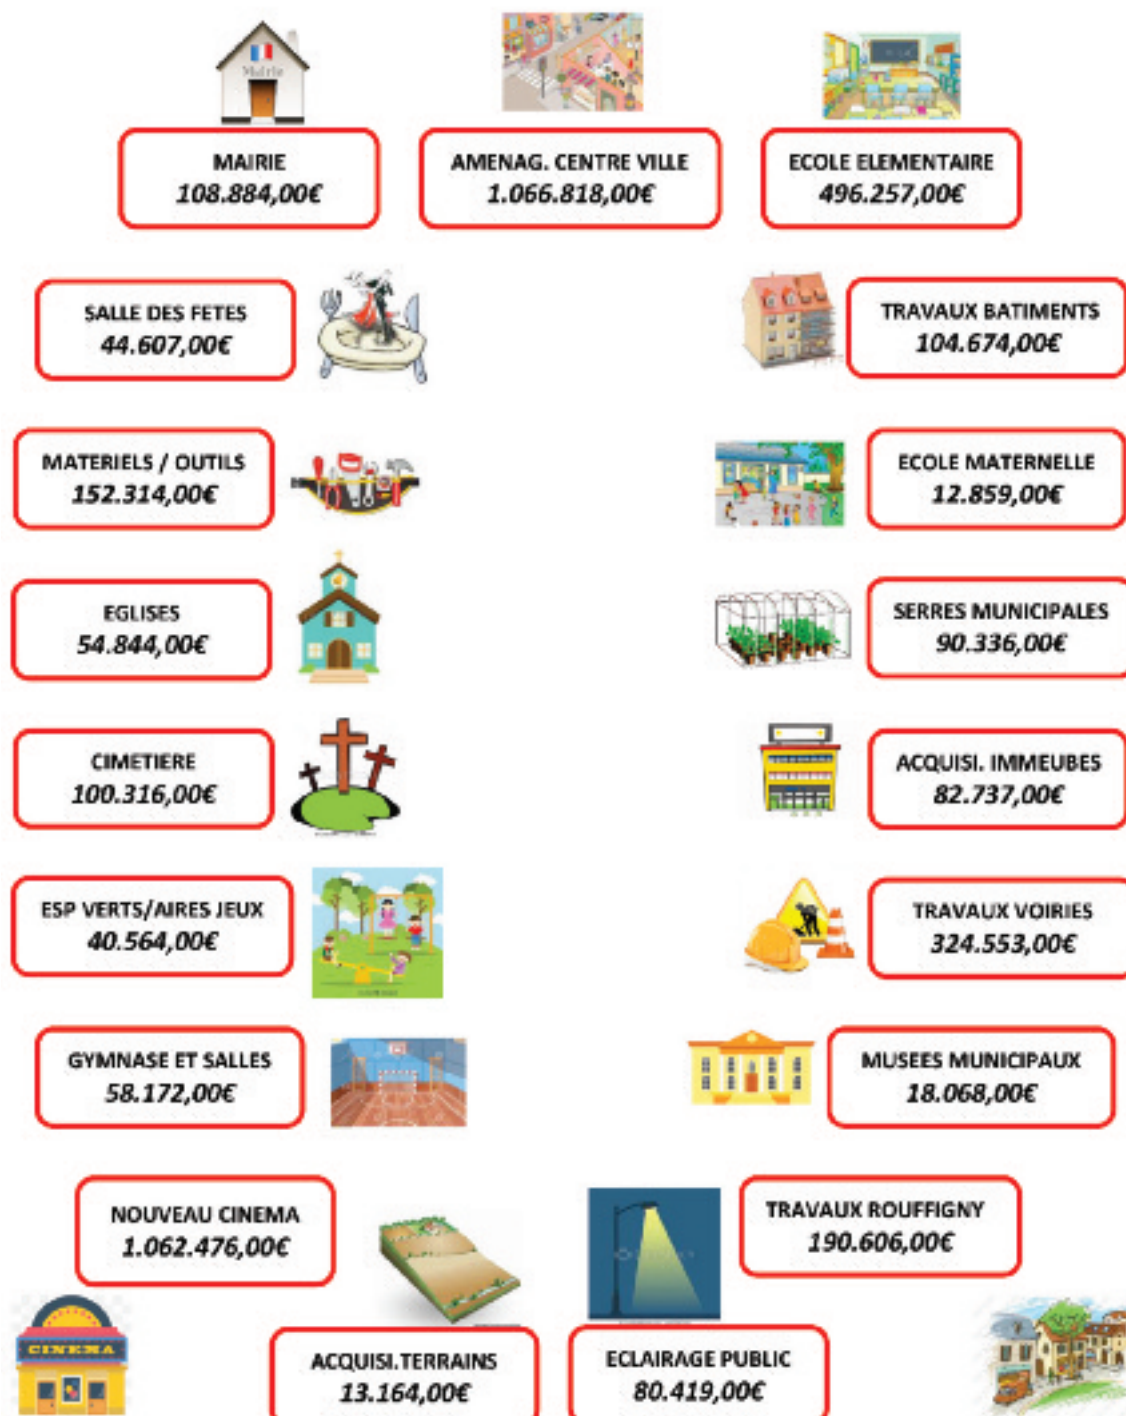 Mairie
MAIRIE
108.884,00€
AMENAG. CENTRE VILLE
1.066.818,00€
ECOLE ELEMENTAIRE
496.257,00€
SALLE DES FETES
44.607,00€
TRAVAUX BATIMENTS
104.674,00€
MATERIELS / OUTILS
152.314,00€
ECOLE MATERNELLE
12.859,00€
EGLISES
54.844,00€
SERRES MUNICIPALES
90.336,00€
CIMETIERE
100.316,00€
ACQUISI. IMMEUBES
82.737,00€
ESP VERTS/AIRES JEUX
40.564,00€
TRAVAUX VOIRIES
324.553,00€
GYMNASE ET SALLES
58.172,00€
MUSEES MUNICIPAUX
18.068,00€
NOUVEAU CINEMA
1.062.476,00€
TRAVAUX ROUFFIGNY
190.606,00€
CINEMA
ACQUISI.TERRAINS
13.164,00€
ECLAIRAGE PUBLIC
80.419,00€